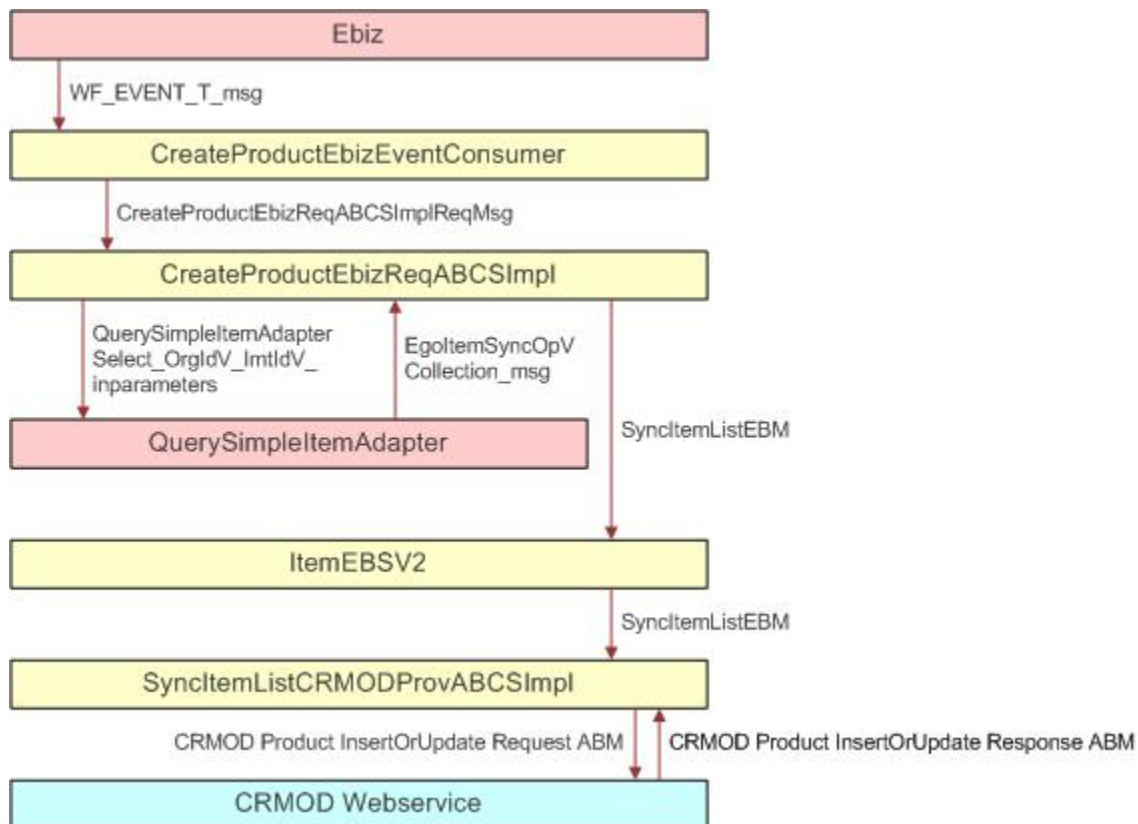 Ebiz
WF_EVENT_T_msg
CreateProductEbizEventConsumer
CreateProductEbizReqABCSImplReqMsg
CreateProductEbizReqABCSImpl
QuerySimpleItemAdapter
Select_OrgIdV_ImtIdV_
inparameters
EgoItemSyncOpV
Collection_msg
SyncItemListEBM
QuerySimpleItemAdapter
ItemEBSV2
SyncItemListEBM
SyncItemListCRMODProvABCSImpl
CRMOD Product InsertOrUpdate Request ABM
CRMOD Product InsertOrUpdate Response ABM
CRMOD Webservice